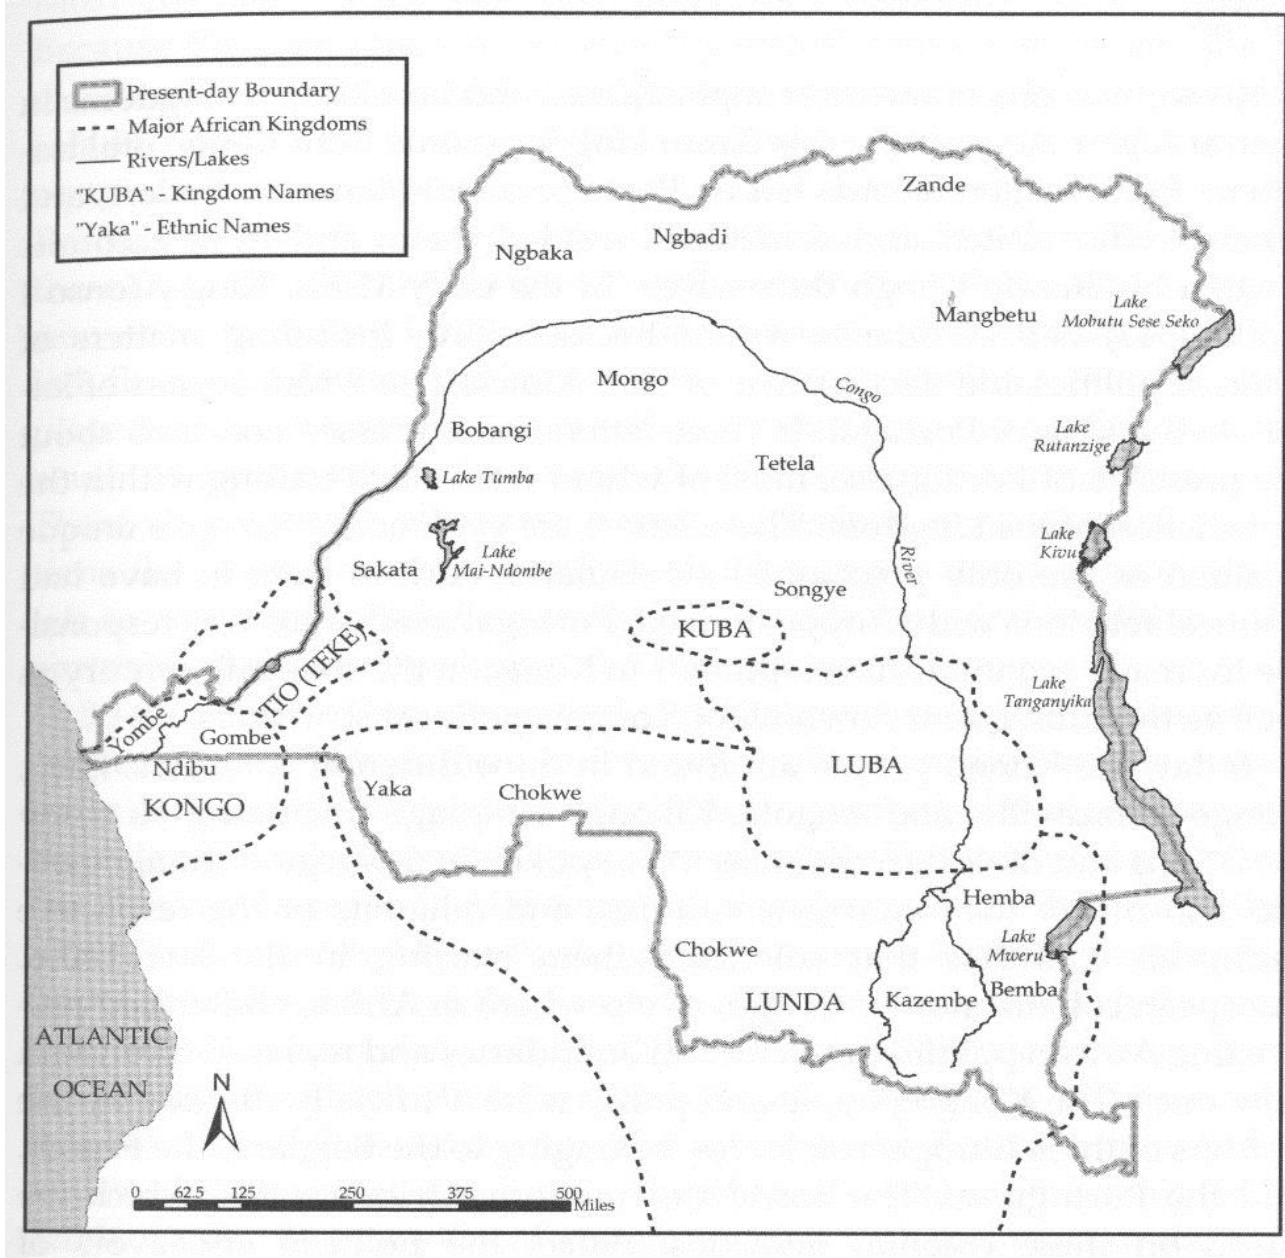 Present-day Boundary
Major African Kingdoms
Rivers/Lakes
"KUBA" - Kingdom Names
"Yaka" - Ethnic Names
Zande
Ngbadi
Ngbaka
Mangbetu
Lake
Mobutu Sese Seko
Mongo
Congo
River
Bobangi
Lake
Rutanzige
Tetela
Lake Tumba
Lake
Kivu
Lake
Mai-Ndombe
Sakata
Songye
KUBA
TIO (TEKE)
Lake
Tanganyika
Yombe
Gombe
Ndibu
KONGO
Yaka
Chokwe
LUBA
Hemba
Lake
Mweru
Chokwe
LUNDA
Kazembe
Bemba
ATLANTIC
OCEAN
N
0 62.5 125 250 375 500
Miles